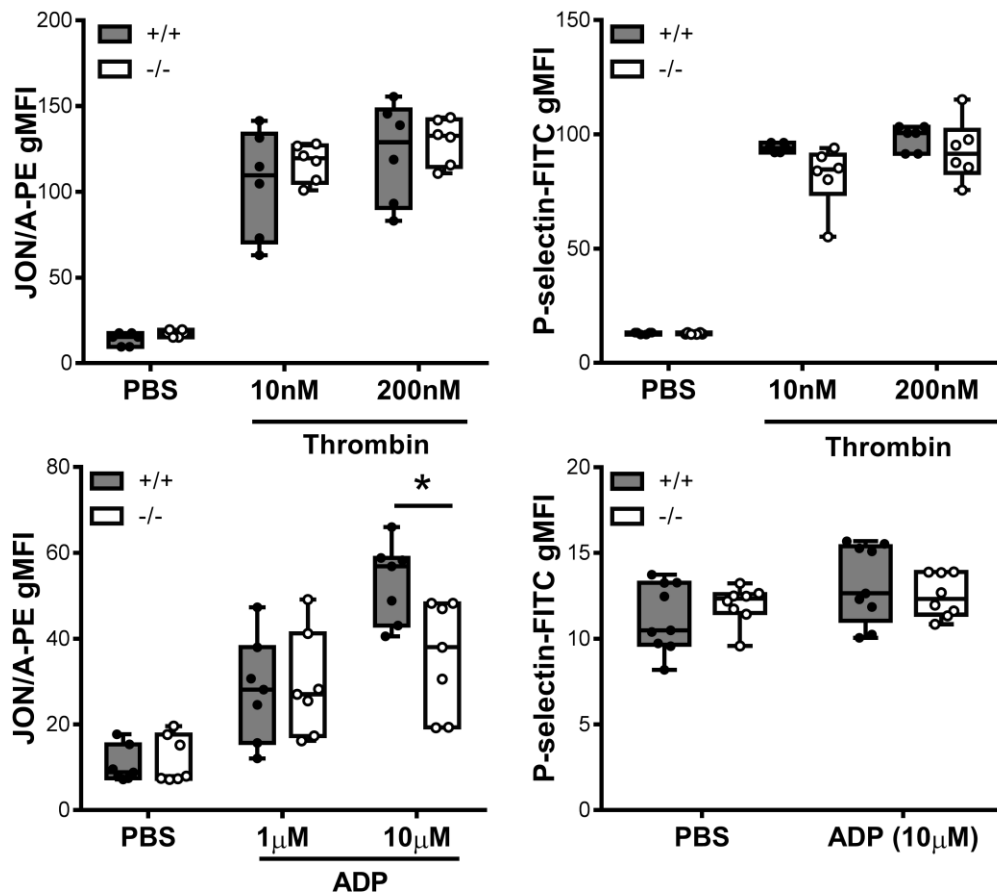 JON/A-PE gMFI
200
150
100
50
0
+/+
-/-
PBS
10nM
200nM
Thrombin
P-selectin-FITC gMFI
150
100
50
0
+/+
-/-
PBS
10nM
200nM
Thrombin
JON/A-PE gMFI
80
60
40
20
0
+/+
-/-
*
PBS
1μM
10μM
ADP
P-selectin-FITC gMFI
20
15
10
5
0
+/+
-/-
PBS
ADP (10μM)